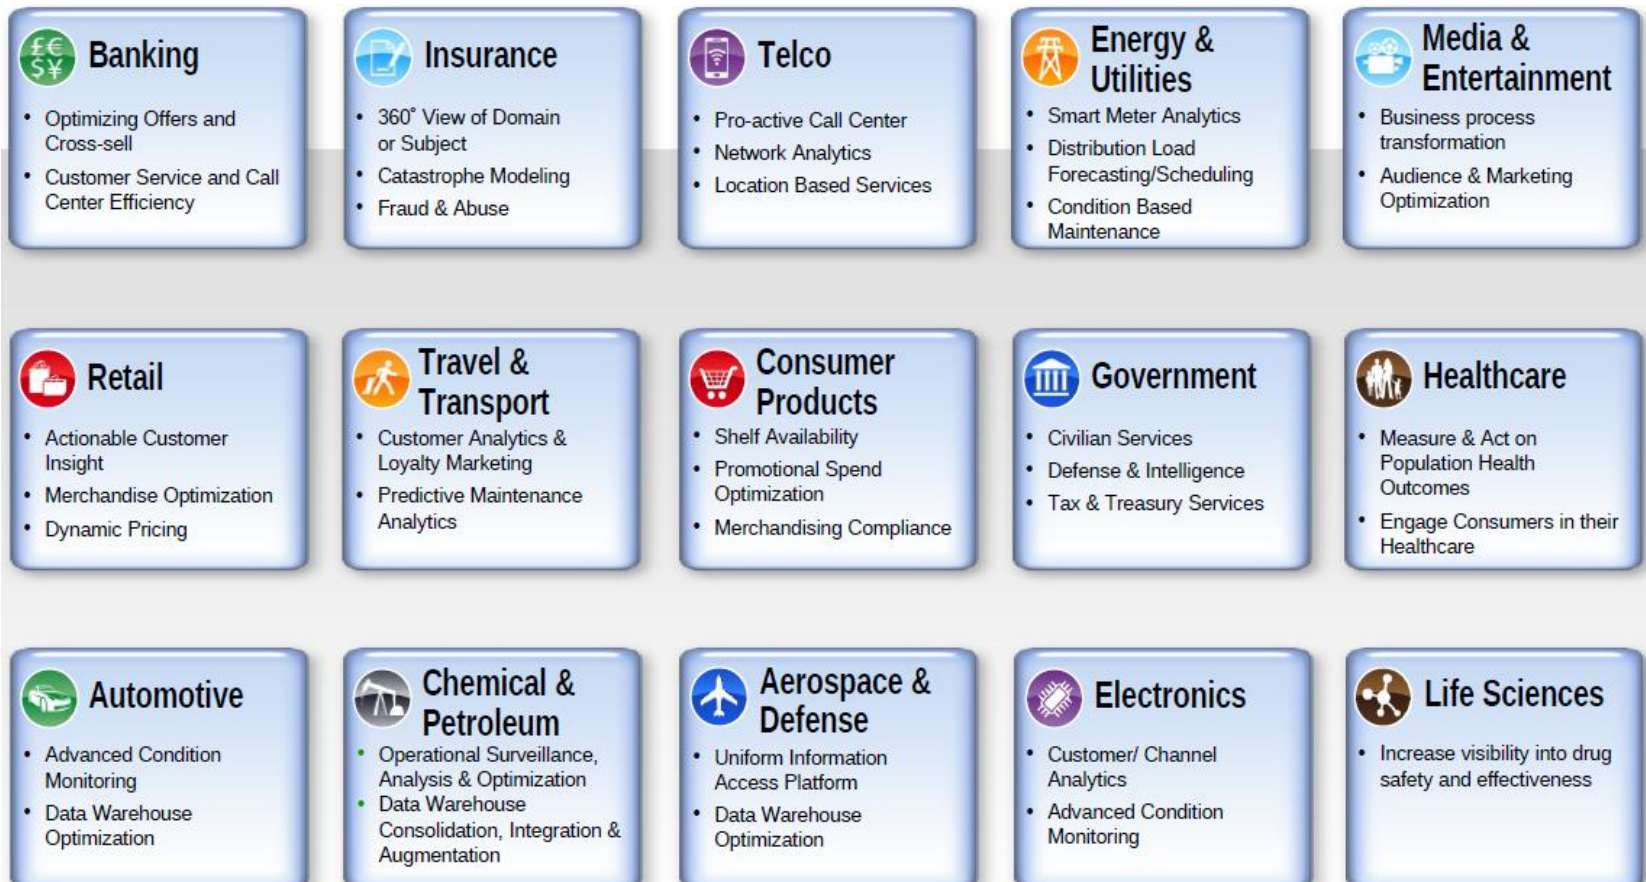 Banking
• Optimizing Offers and
Cross-sell
• Customer Service and Call
Center Efficiency
Insurance
• 360° View of Domain
or Subject
• Catastrophe Modeling
• Fraud & Abuse
Telco
• Pro-active Call Center
• Network Analytics
• Location Based Services
Energy &
Utilities
• Smart Meter Analytics
• Distribution Load
Forecasting/Scheduling
• Condition Based
Maintenance
Media &
Entertainment
• Business process
transformation
• Audience & Marketing
Optimization
Retail
• Actionable Customer
Insight
• Merchandise Optimization
• Dynamic Pricing
Travel &
Transport
• Customer Analytics &
Loyalty Marketing
• Predictive Maintenance
Analytics
Consumer
Products
• Shelf Availability
• Promotional Spend
Optimization
• Merchandising Compliance
Government
• Civilian Services
• Defense & Intelligence
• Tax & Treasury Services
Healthcare
• Measure & Act on
Population Health
Outcomes
• Engage Consumers in their
Healthcare
Automotive
• Advanced Condition
Monitoring
• Data Warehouse
Optimization
Chemical &
Petroleum
• Operational Surveillance,
Analysis & Optimization
• Data Warehouse
Consolidation, Integration &
Augmentation
Aerospace &
Defense
• Uniform Information
Access Platform
• Data Warehouse
Optimization
Electronics
• Customer/ Channel
Analytics
• Advanced Condition
Monitoring
Life Sciences
• Increase visibility into drug
safety and effectiveness